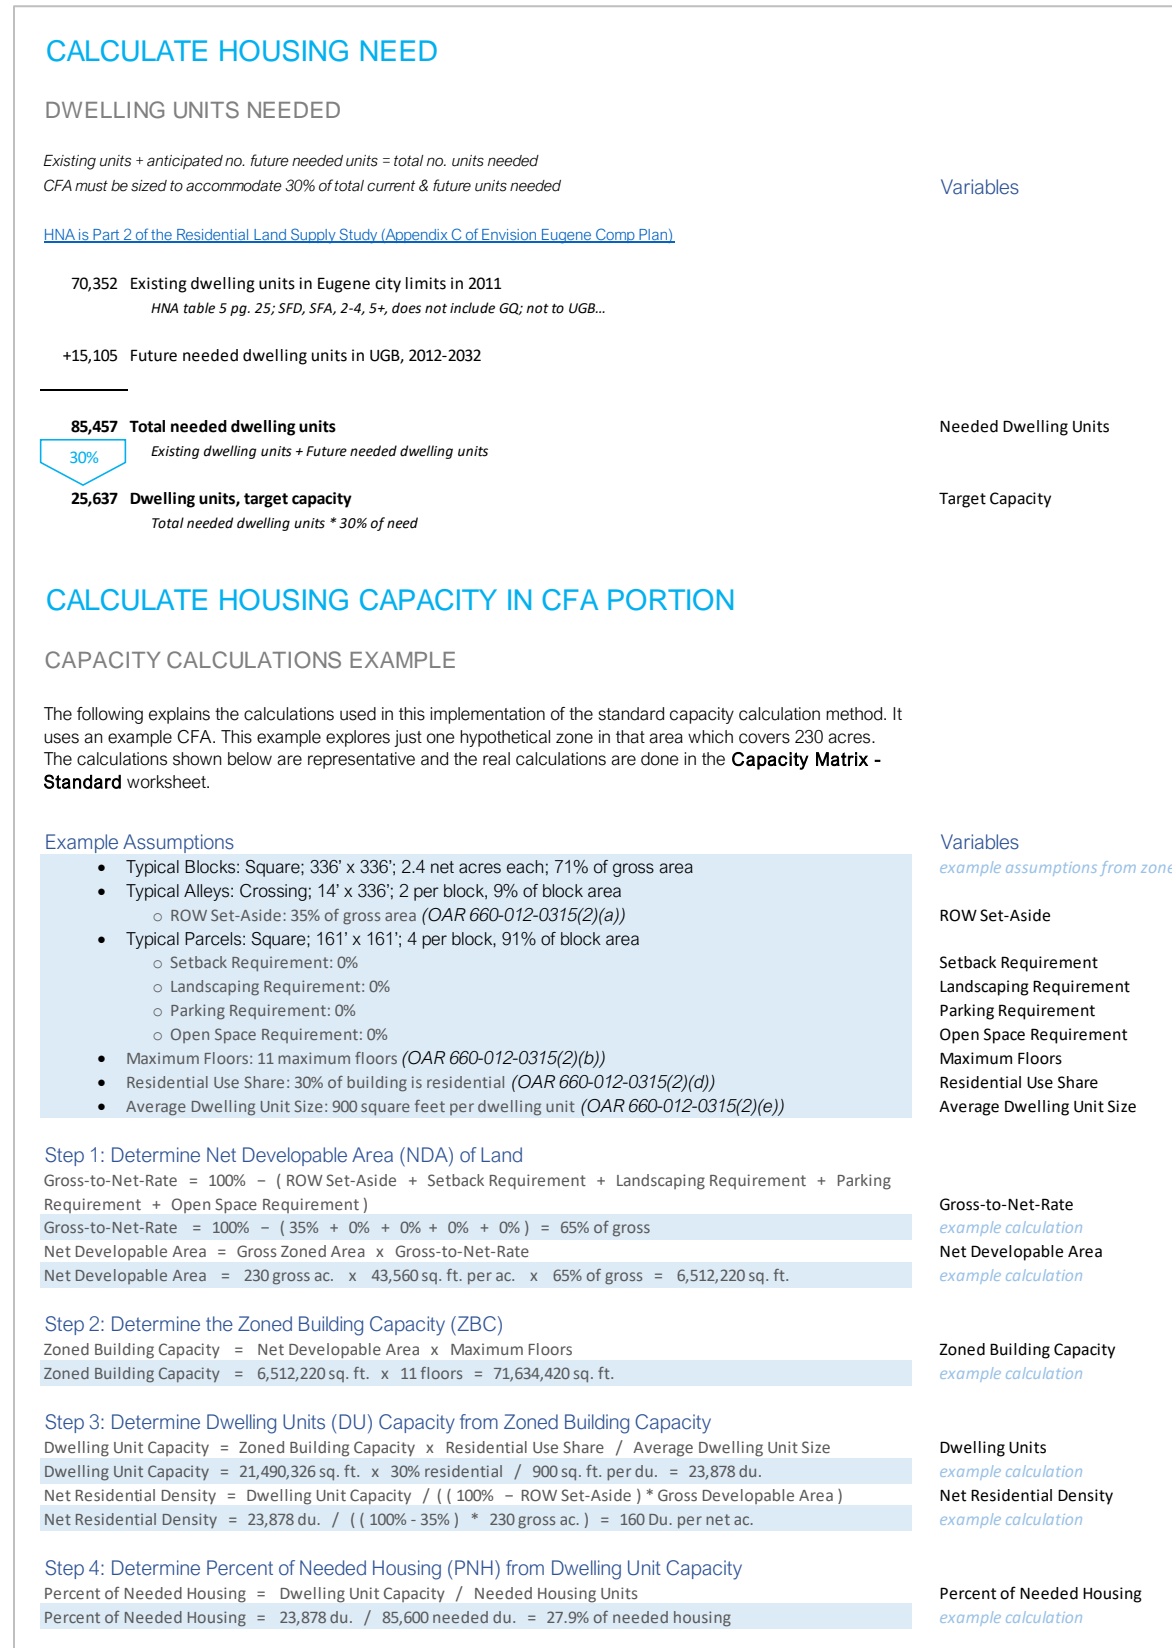 CALCULATE HOUSING NEED
DWELLING UNITS NEEDED
Existing units + anticipated no. future needed units = total no. units needed
CFA must be sized to accommodate 30% of total current & future units needed
Variables
HNA is Part 2 of the Residential Land Supply Study (Appendix C of Envision Eugene Comp Plan)
70,352 Existing dwelling units in Eugene city limits in 2011
HNA table 5 pg. 25; SFD, SFA, 2-4, 5+, does not include GQ; not to UGB...
+15,105 Future needed dwelling units in UGB, 2012-2032
85,457 Total needed dwelling units
Needed Dwelling Units
30%
Existing dwelling units + Future needed dwelling units
25,637 Dwelling units, target capacity
Target Capacity
Total needed dwelling units * 30% of need
CALCULATE HOUSING CAPACITY IN CFA PORTION
CAPACITY CALCULATIONS EXAMPLE
The following explains the calculations used in this implementation of the standard capacity calculation method. It
uses an example CFA. This example explores just one hypothetical zone in that area which covers 230 acres.
The calculations shown below are representative and the real calculations are done in the Capacity Matrix -
Standard worksheet.
Example Assumptions
Variables
• Typical Blocks: Square; 336' x 336'; 2.4 net acres each; 71% of gross area
example assumptions from zone
• Typical Alleys: Crossing; 14' x 336'; 2 per block, 9% of block area
○ ROW Set-Aside: 35% of gross area (OAR 660-012-0315(2)(a))
ROW Set-Aside
• Typical Parcels: Square; 161' x 161'; 4 per block, 91% of block area
○ Setback Requirement: 0%
Setback Requirement
○ Landscaping Requirement: 0%
Landscaping Requirement
○ Parking Requirement: 0%
Parking Requirement
○ Open Space Requirement: 0%
Open Space Requirement
• Maximum Floors: 11 maximum floors (OAR 660-012-0315(2)(b))
Maximum Floors
• Residential Use Share: 30% of building is residential (OAR 660-012-0315(2)(d))
Residential Use Share
• Average Dwelling Unit Size: 900 square feet per dwelling unit (OAR 660-012-0315(2)(e))
Average Dwelling Unit Size
Step 1: Determine Net Developable Area (NDA) of Land
Gross-to-Net-Rate = 100% − ( ROW Set-Aside + Setback Requirement + Landscaping Requirement + Parking
Requirement + Open Space Requirement )
Gross-to-Net-Rate
Gross-to-Net-Rate = 100% − ( 35% + 0% + 0% + 0% + 0% ) = 65% of gross
example calculation
Net Developable Area = Gross Zoned Area x Gross-to-Net-Rate
Net Developable Area
Net Developable Area = 230 gross ac. x 43,560 sq. ft. per ac. x 65% of gross = 6,512,220 sq. ft.
example calculation
Step 2: Determine the Zoned Building Capacity (ZBC)
Zoned Building Capacity = Net Developable Area x Maximum Floors
Zoned Building Capacity
Zoned Building Capacity = 6,512,220 sq. ft. x 11 floors = 71,634,420 sq. ft.
example calculation
Step 3: Determine Dwelling Units (DU) Capacity from Zoned Building Capacity
Dwelling Unit Capacity = Zoned Building Capacity x Residential Use Share / Average Dwelling Unit Size
Dwelling Units
Dwelling Unit Capacity = 21,490,326 sq. ft. x 30% residential / 900 sq. ft. per du. = 23,878 du.
example calculation
Net Residential Density = Dwelling Unit Capacity / ( ( 100% − ROW Set-Aside ) * Gross Developable Area )
Net Residential Density
Net Residential Density = 23,878 du. / ( ( 100% - 35% ) * 230 gross ac. ) = 160 Du. per net ac.
example calculation
Step 4: Determine Percent of Needed Housing (PNH) from Dwelling Unit Capacity
Percent of Needed Housing = Dwelling Unit Capacity / Needed Housing Units
Percent of Needed Housing
Percent of Needed Housing = 23,878 du. / 85,600 needed du. = 27.9% of needed housing
example calculation